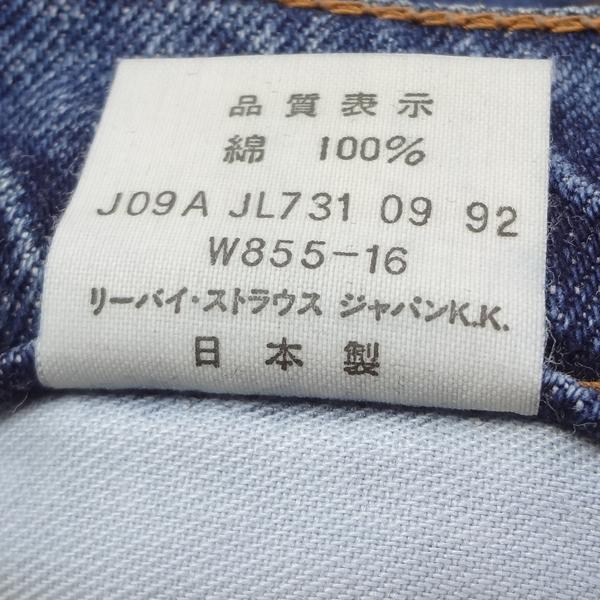 品質表示
綿 100%
J09A JL731 09 92
W855-16
リーバイ・ストラウス ジャパンK.K.
日本製